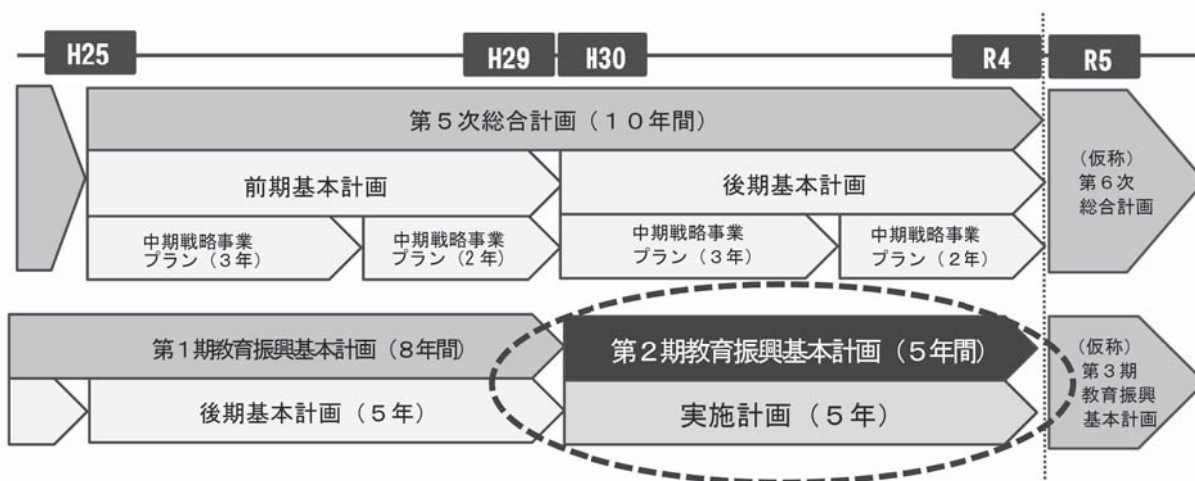 H25
H29
H30
R4
R5
第5次総合計画（10年間）
前期基本計画
後期基本計画
中期戦略事業
プラン（3年）
中期戦略事業
プラン（2年）
中期戦略事業
プラン（3年）
中期戦略事業
プラン（2年）
（仮称）
第6次
総合計画
第1期教育振興基本計画（8年間）
第2期教育振興基本計画（5年間）
後期基本計画（5年）
実施計画（5年）
（仮称）
第3期
教育振興
基本計画